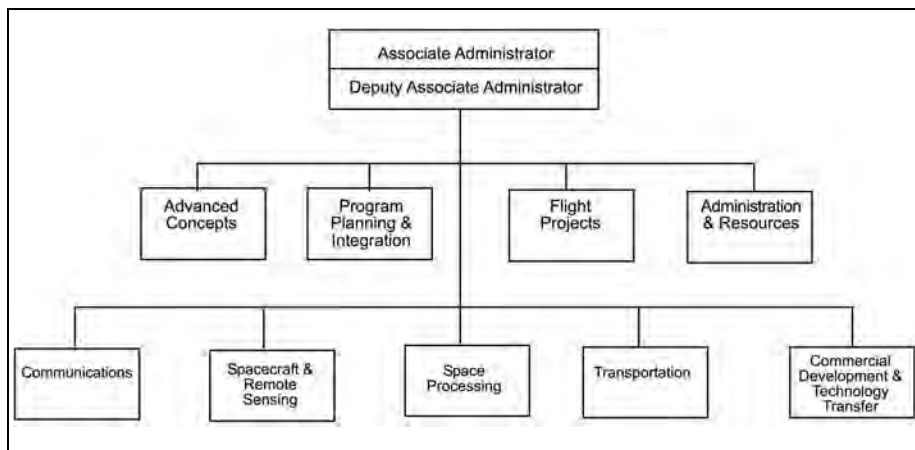 Associate Administrator
Deputy Associate Administrator
Advanced
Concepts
Program
Planning &
Integration
Flight
Projects
Administration
& Resources
Communications
Spacecraft &
Remote
Sensing
Space
Processing
Transportation
Commercial
Development &
Technology
Transfer